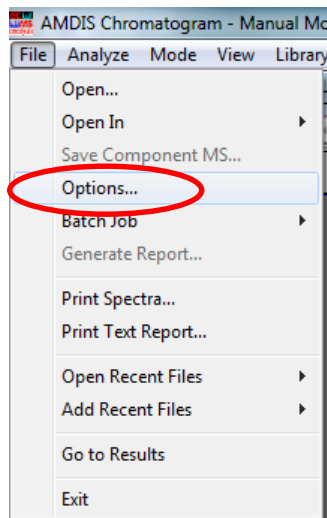 AMDIS Chromatogram - Manual Mo
File Analyze Mode View Library
Open...
Open In
Save Component MS...
Options...
Batch Job
Generate Report...
Print Spectra...
Print Text Report...
Open Recent Files
Add Recent Files
Go to Results
Exit